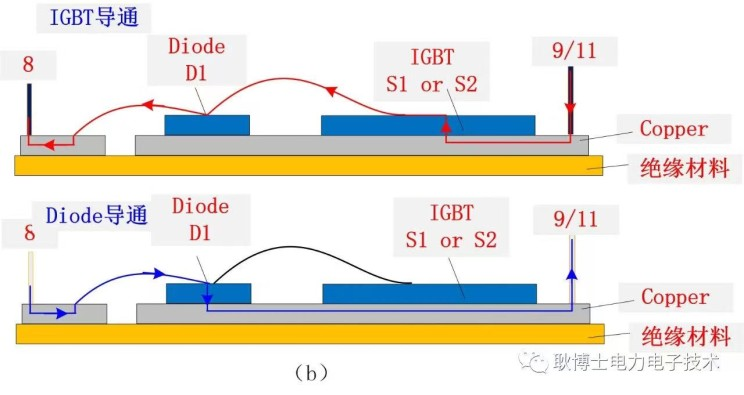 IGBT导通
8
Diode
D1
IGBT
S1 or S2
9/11
Copper
绝缘材料
Diode导通
8
Diode
D1
IGBT
S1 or S2
9/11
Copper
绝缘材料
耿博士电力电子技术
(b)